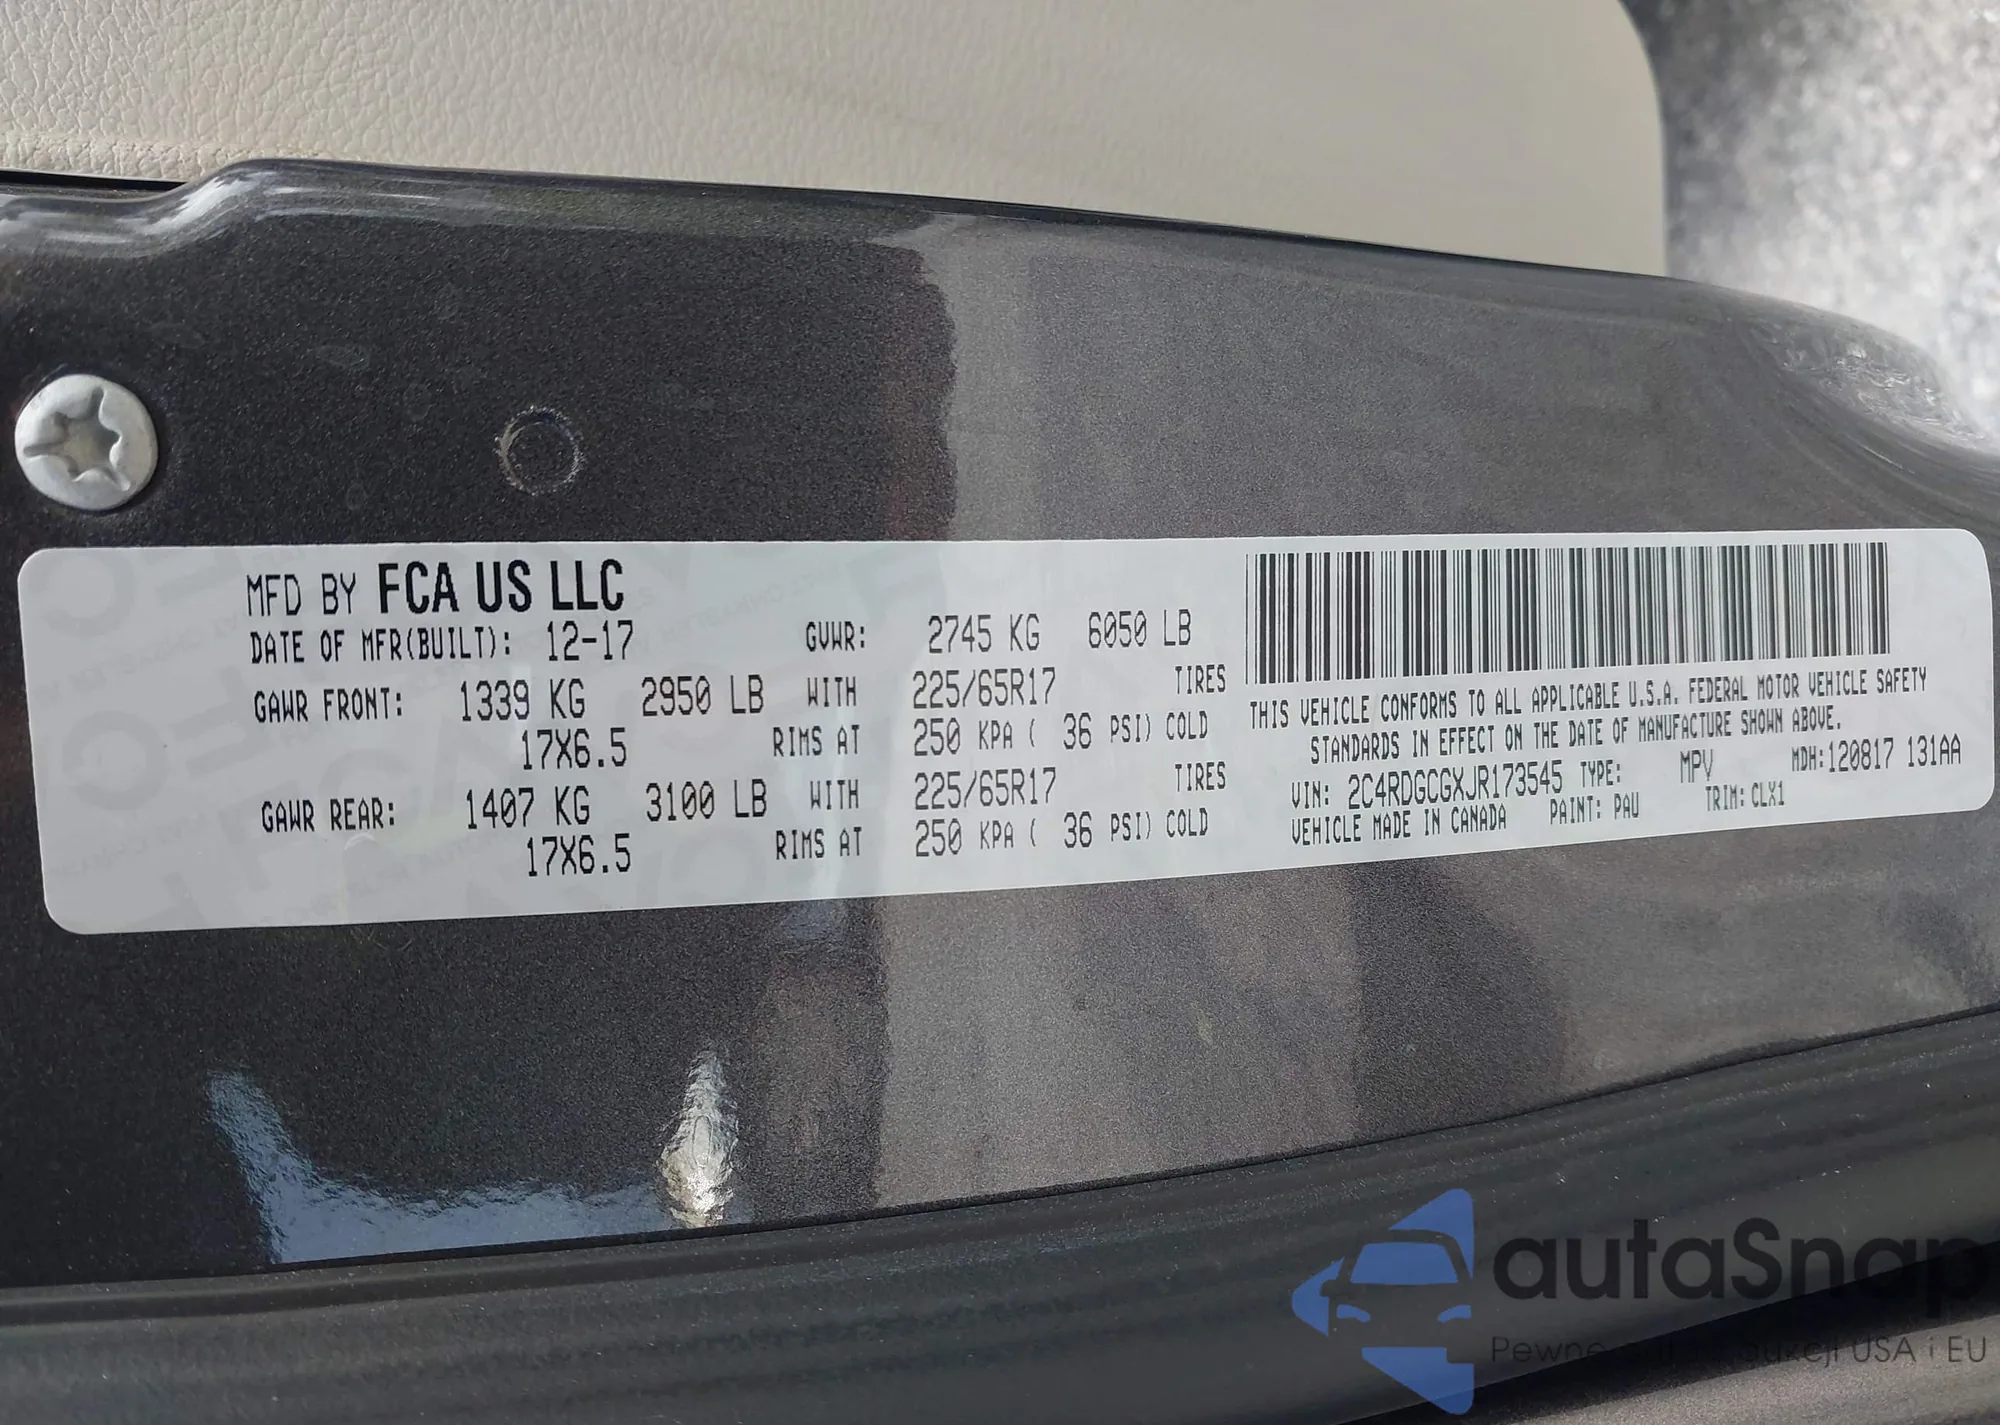 MFD BY FCA US LLC
DATE OF MFR(BUILT): 12-17 GVWR: 2745 KG 6050 LB
GAWR FRONT: 1339 KG 2950 LB WITH 225/65R17 TIRES
17X6.5 RIMS AT 250 KPA ( 36 PSI) COLD
GAWR REAR: 1407 KG 3100 LB WITH 225/65R17 TIRES
17X6.5 RIMS AT 250 KPA ( 36 PSI) COLD
THIS VEHICLE CONFORMS TO ALL APPLICABLE U.S.A. FEDERAL MOTOR VEHICLE SAFETY
STANDARDS IN EFFECT ON THE DATE OF MANUFACTURE SHOWN ABOVE.
VIN: 2C4RDGCGXJR173545 TYPE: MPV MDH:120817 131AA
VEHICLE MADE IN CANADA PAINT: PAU TRIM: CLX1
autaSnap
Pewne USA i EU